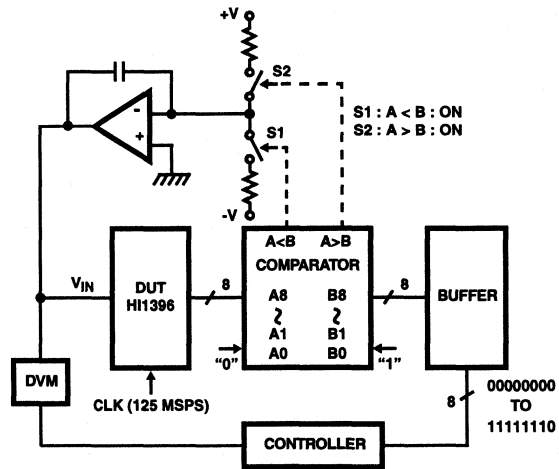 +V
S2
S1
-V
S1 : A < B : ON
S2 : A > B : ON
-
+
VIN
DUT
HI1396
CLK (125 MSPS)
8
A<B A>B
COMPARATOR
A8 B8
A1 B1
A0 B0
"0"
"1"
8
BUFFER
DVM
8
00000000
TO
11111110
CONTROLLER